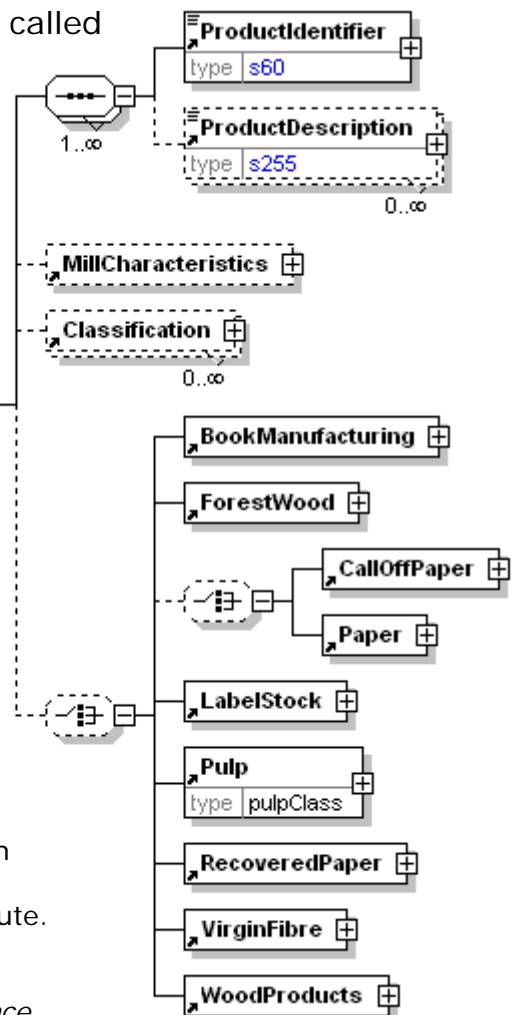 called
ProductIdentifier
type s60
1..∞
ProductDescription
type s255
0..∞
MillCharacteristics
Classification
0..∞
BookManufacturing
ForestWood
CallOffPaper
Paper
LabelStock
Pulp
type pulpClass
RecoveredPaper
ute.
VirginFibre
WoodProducts